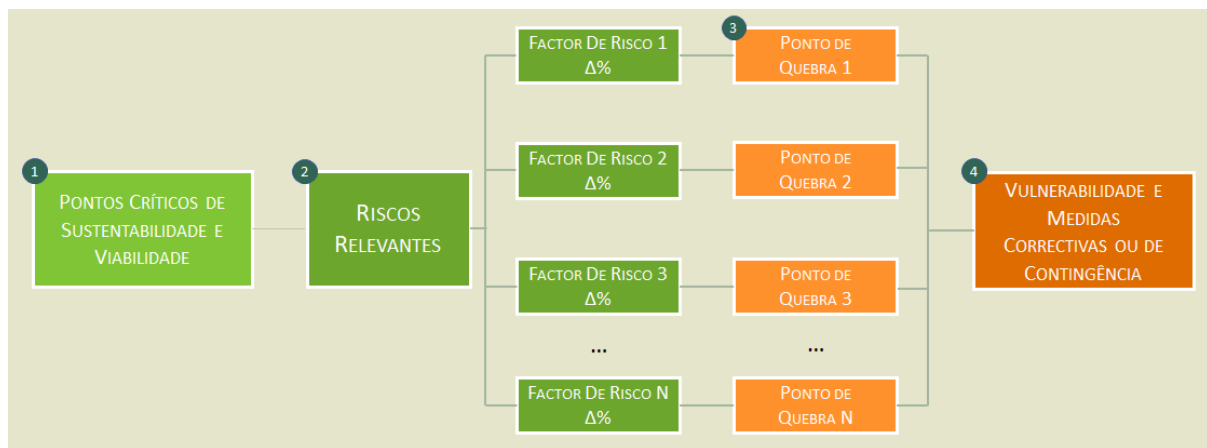 1
PONTOS CRÍTICOS DE
SUSTENTABILIDADE E
VIABILIDADE
2
RISCOS
RELEVANTES
FACTOR DE RISCO 1
Δ%
3
PONTO DE
QUEBRA 1
FACTOR DE RISCO 2
Δ%
PONTO DE
QUEBRA 2
FACTOR DE RISCO 3
Δ%
PONTO DE
QUEBRA 3
...
...
FACTOR DE RISCO N
Δ%
PONTO DE
QUEBRA N
4
VULNERABILIDADE E
MEDIDAS
CORRECTIVAS OU DE
CONTINGÊNCIA